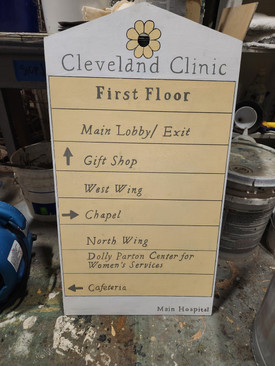 Cleveland Clinic
First Floor
Main Lobby/ Exit
Gift Shop
West Wing
Chapel
North Wing
Dolly Parton Center for
Women's Services
Cafeteria
Main Hospital